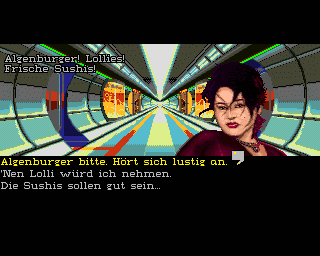 Algenburger! Lollies!
Frische Sushis!
Algenburger bitte. Hört sich lustig an.
'Nen Lolli würd ich nehmen.
Die Sushis sollen gut sein...